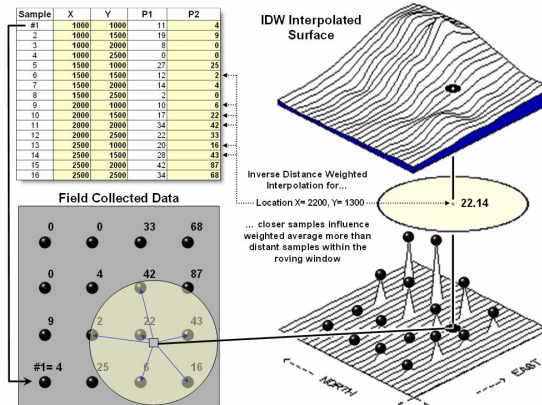 Sample X Y P1 P2
#1 1000 1000 11 4
2 1000 1500 19 9
3 1000 2000 8 0
4 1000 2500 0 0
5 1500 1000 27 25
6 1500 1500 12 2
7 1500 2000 14 4
8 1500 2500 2 0
9 2000 1000 10 6
10 2000 1500 17 22
11 2000 2000 34 42
12 2000 2500 22 33
13 2500 1000 20 16
14 2500 1500 28 43
15 2500 2000 42 87
16 2500 2500 34 68
IDW Interpolated
Surface
Inverse Distance Weighted
Interpolation for...
Location X= 2200, Y= 1300
... closer samples influence
weighted average more than
distant samples within the
roving window
22.14
Field Collected Data
0 0 33 68
0 4 42 87
9 2 22 43
#1= 4 25 6 16
NORTH
EAST